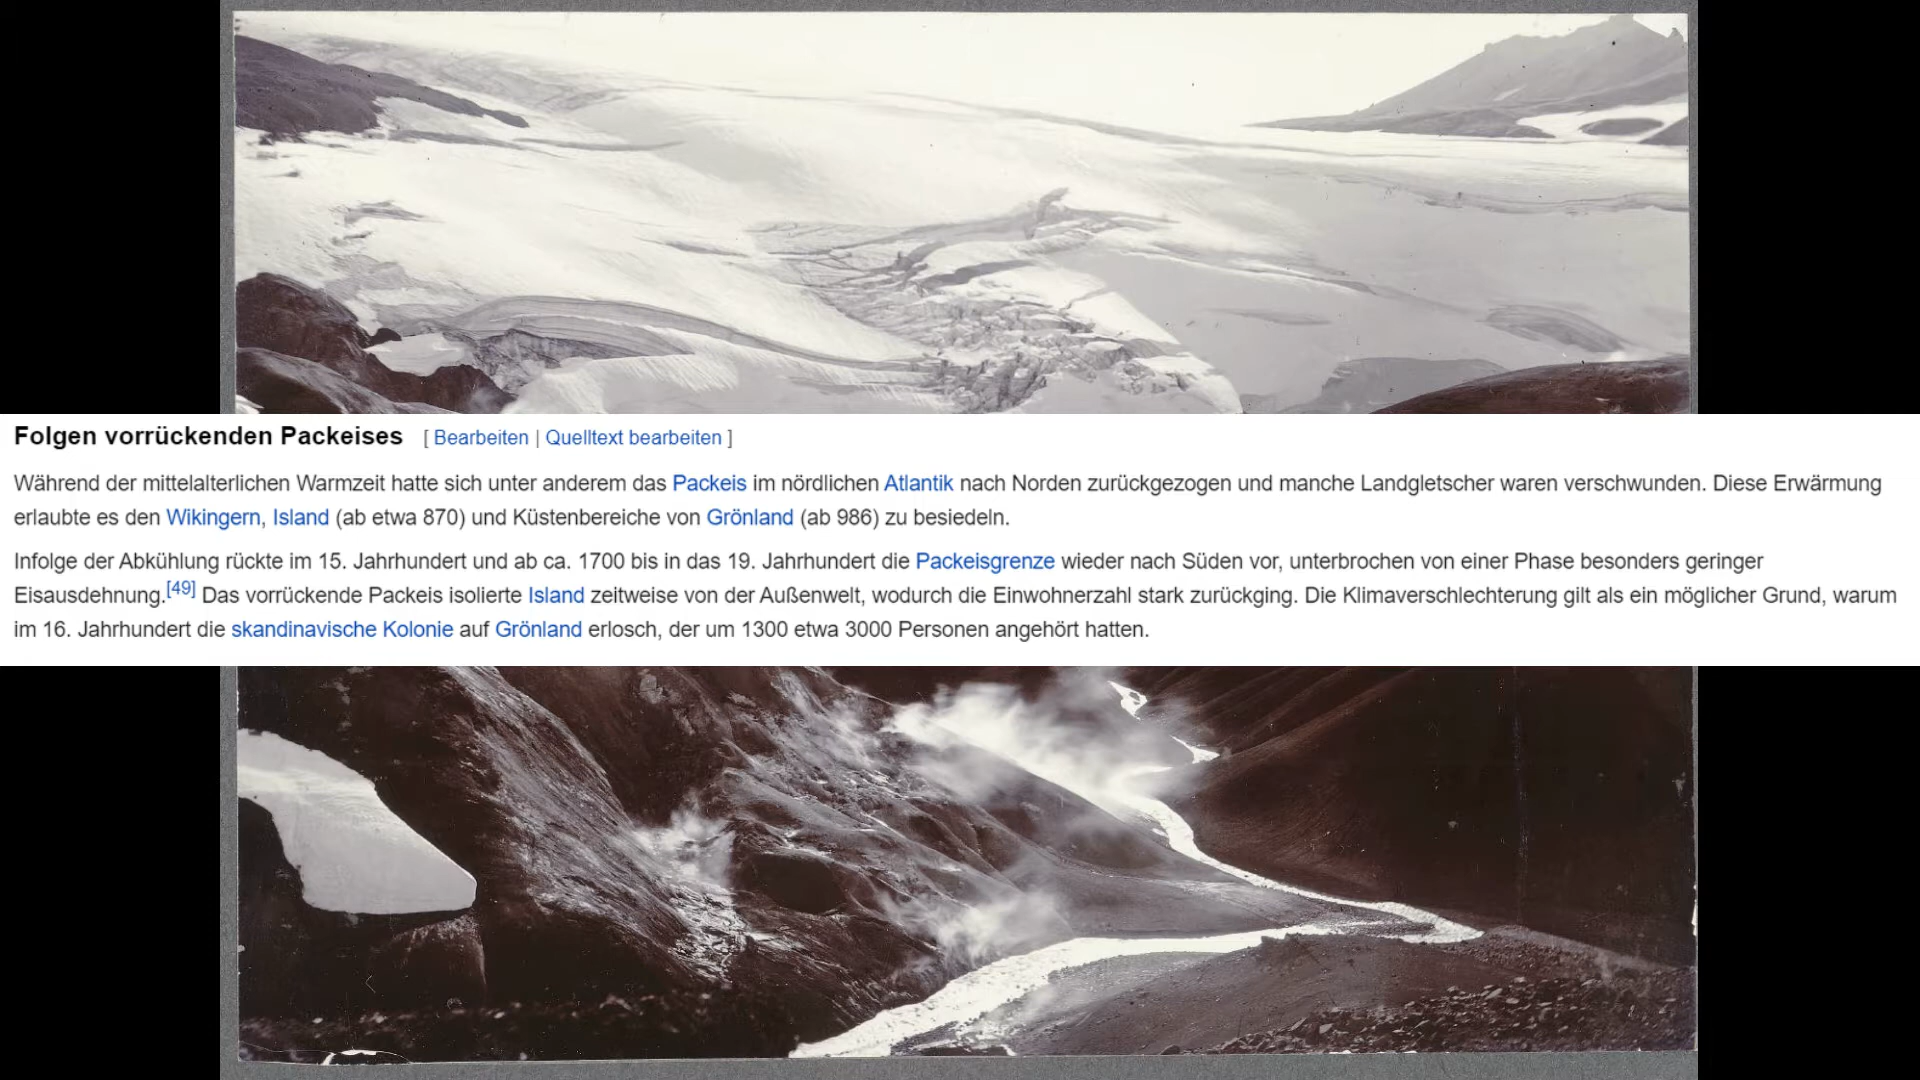 Folgen vorrückenden Packeises [ Bearbeiten | Quelltext bearbeiten ]
Während der mittelalterlichen Warmzeit hatte sich unter anderem das Packeis im nördlichen Atlantik nach Norden zurückgezogen und manche Landgletscher waren verschwunden. Diese Erwärmung
erlaubte es den Wikingern, Island (ab etwa 870) und Küstenbereiche von Grönland (ab 986) zu besiedeln.
Infolge der Abkühlung rückte im 15. Jahrhundert und ab ca. 1700 bis in das 19. Jahrhundert die Packeisgrenze wieder nach Süden vor, unterbrochen von einer Phase besonders geringer
Eisausdehnung.[49] Das vorrückende Packeis isolierte Island zeitweise von der Außenwelt, wodurch die Einwohnerzahl stark zurückging. Die Klimaverschlechterung gilt als ein möglicher Grund, warum
im 16. Jahrhundert die skandinavische Kolonie auf Grönland erlosch, der um 1300 etwa 3000 Personen angehört hatten.